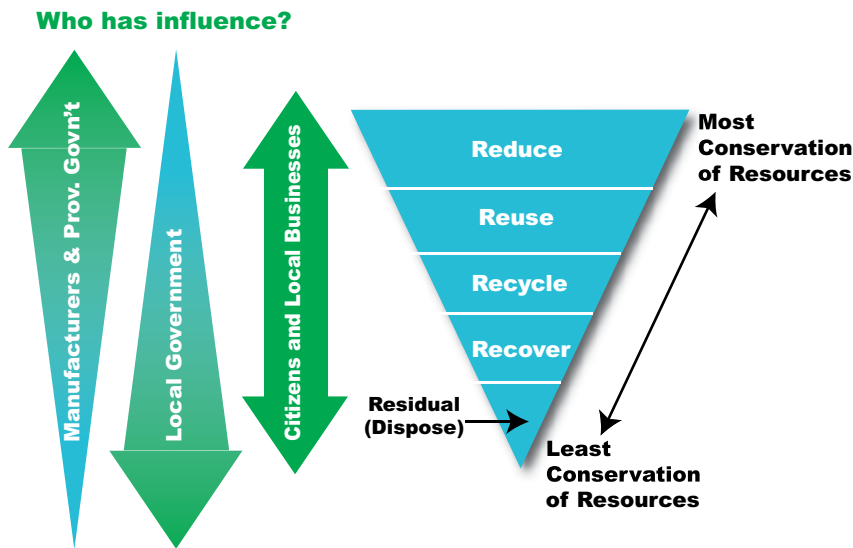 Who has influence?
Manufacturers & Prov. Govn't
Local Government
Citizens and Local Businesses
Reduce
Reuse
Recycle
Recover
Residual
(Dispose)
Most
Conservation
of Resources
Least
Conservation
of Resources